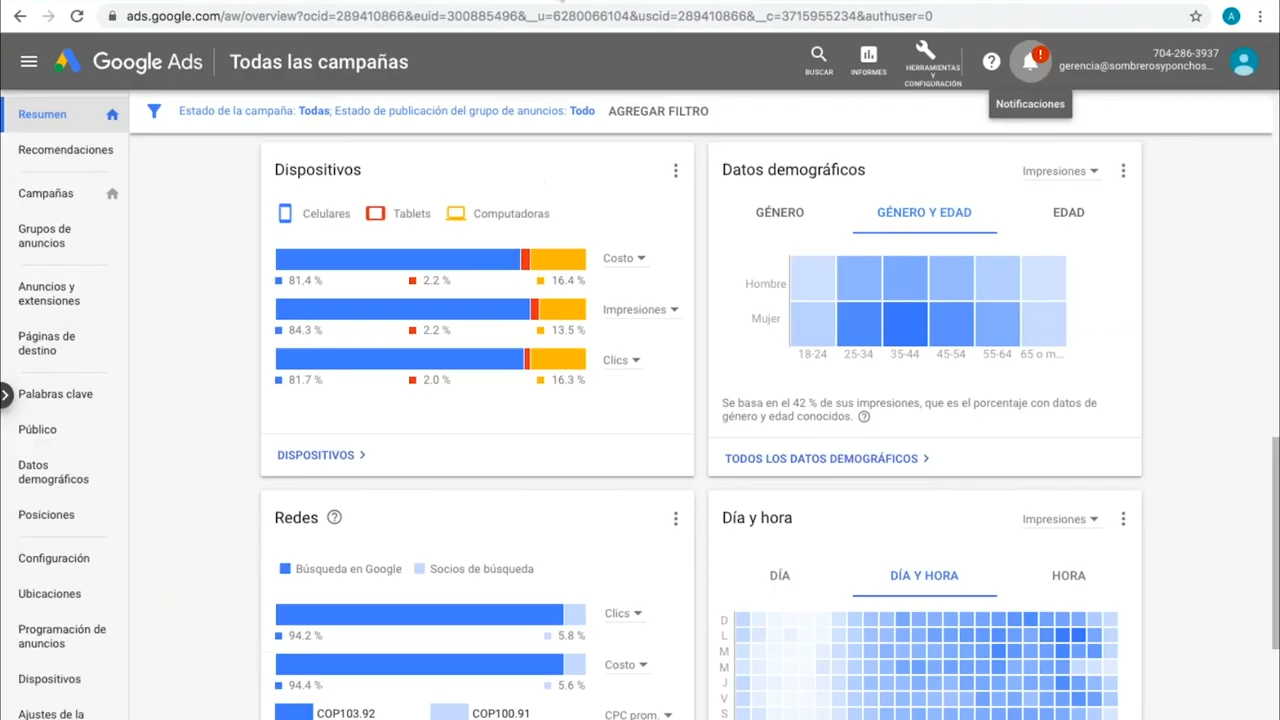 ads.google.com/aw/overview?ocid=289410866&euid=300885496&__u=6280066104&uscid=289410866&__c=3715955234&authuser=0
A
Google Ads
Todas las campañas
BUSCAR
INFORMES
HERRAMIENTAS
Y
CONFIGURACIÓN
?
!
704-286-3937
gerencia@sombrerosyponchos...
Notificaciones
Resumen
Recomendaciones
Campañas
Grupos de
anuncios
Anuncios y
extensiones
Páginas de
destino
Palabras clave
Público
Datos
demográficos
Posiciones
Configuración
Ubicaciones
Programación de
anuncios
Dispositivos
Ajustes de la
Estado de la campaña: Todas; Estado de publicación del grupo de anuncios: Todo
AGREGAR FILTRO
Dispositivos
Celulares
Tablets
Computadoras
Costo
81.4 %
2.2 %
16.4 %
Impresiones
84.3 %
2.2 %
13.5 %
Clics
81.7 %
2.0 %
16.3 %
DISPOSITIVOS
Datos demográficos
Impresiones
GÉNERO
GÉNERO Y EDAD
EDAD
Hombre
Mujer
18-24
25-34
35-44
45-54
55-64
65 o m...
Se basa en el 42 % de sus impresiones, que es el porcentaje con datos de
género y edad conocidos. ?
TODOS LOS DATOS DEMOGRÁFICOS
Redes ?
Búsqueda en Google
Socios de búsqueda
Clics
94.2 %
5.8 %
Costo
94.4 %
5.6 %
COP103.92
COP100.91
CPC prom.
Día y hora
Impresiones
DÍA
DÍA Y HORA
HORA
D
L
M
M
J
V
S